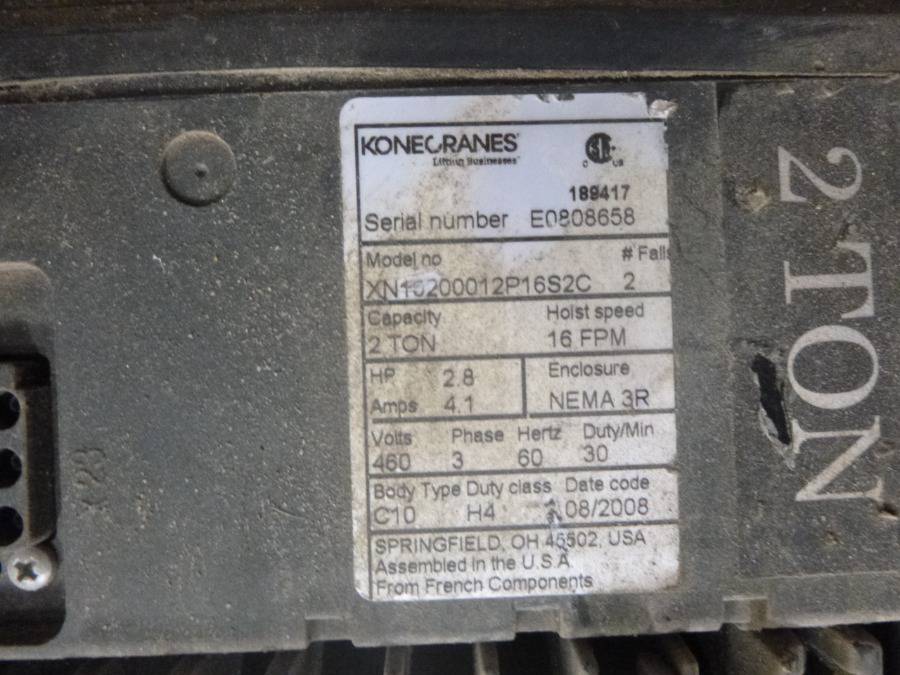 KONECRANES
Lifting Businesses
C US
189417
Serial number E0808658
Model no # Falls
XN10200012P16S2C 2
Capacity Hoist speed
2 TON 16 FPM
HP 2.8 Enclosure
Amps 4.1 NEMA 3R
Volts Phase Hertz Duty/Min
460 3 60 30
Body Type Duty class Date code
C10 H4 08/2008
SPRINGFIELD, OH 45502, USA
Assembled in the U.S.A
From French Components
2 TON